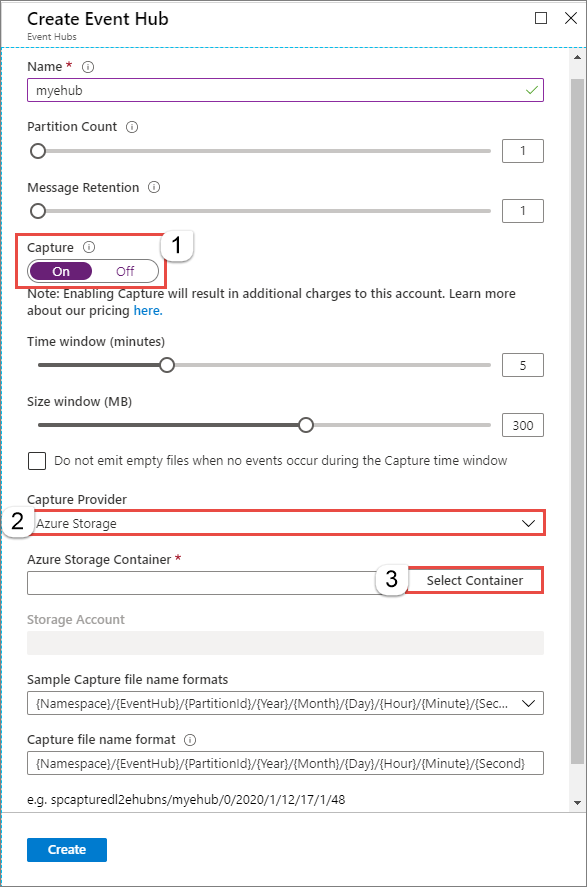 Create Event Hub
Event Hubs
Name *
myehub
Partition Count
1
Message Retention
1
Capture
1
On Off
Note: Enabling Capture will result in additional charges to this account. Learn more
about our pricing here.
Time window (minutes)
5
Size window (MB)
300
Do not emit empty files when no events occur during the Capture time window
Capture Provider
2 Azure Storage
Azure Storage Container *
3 Select Container
Storage Account
Sample Capture file name formats
{Namespace}/{EventHub}/{PartitionId}/{Year}/{Month}/{Day}/{Hour}/{Minute}/{Sec...
Capture file name format
{Namespace}/{EventHub}/{PartitionId}/{Year}/{Month}/{Day}/{Hour}/{Minute}/{Second}
e.g. spcapturedl2ehubns/myehub/0/2020/1/12/17/1/48
Create